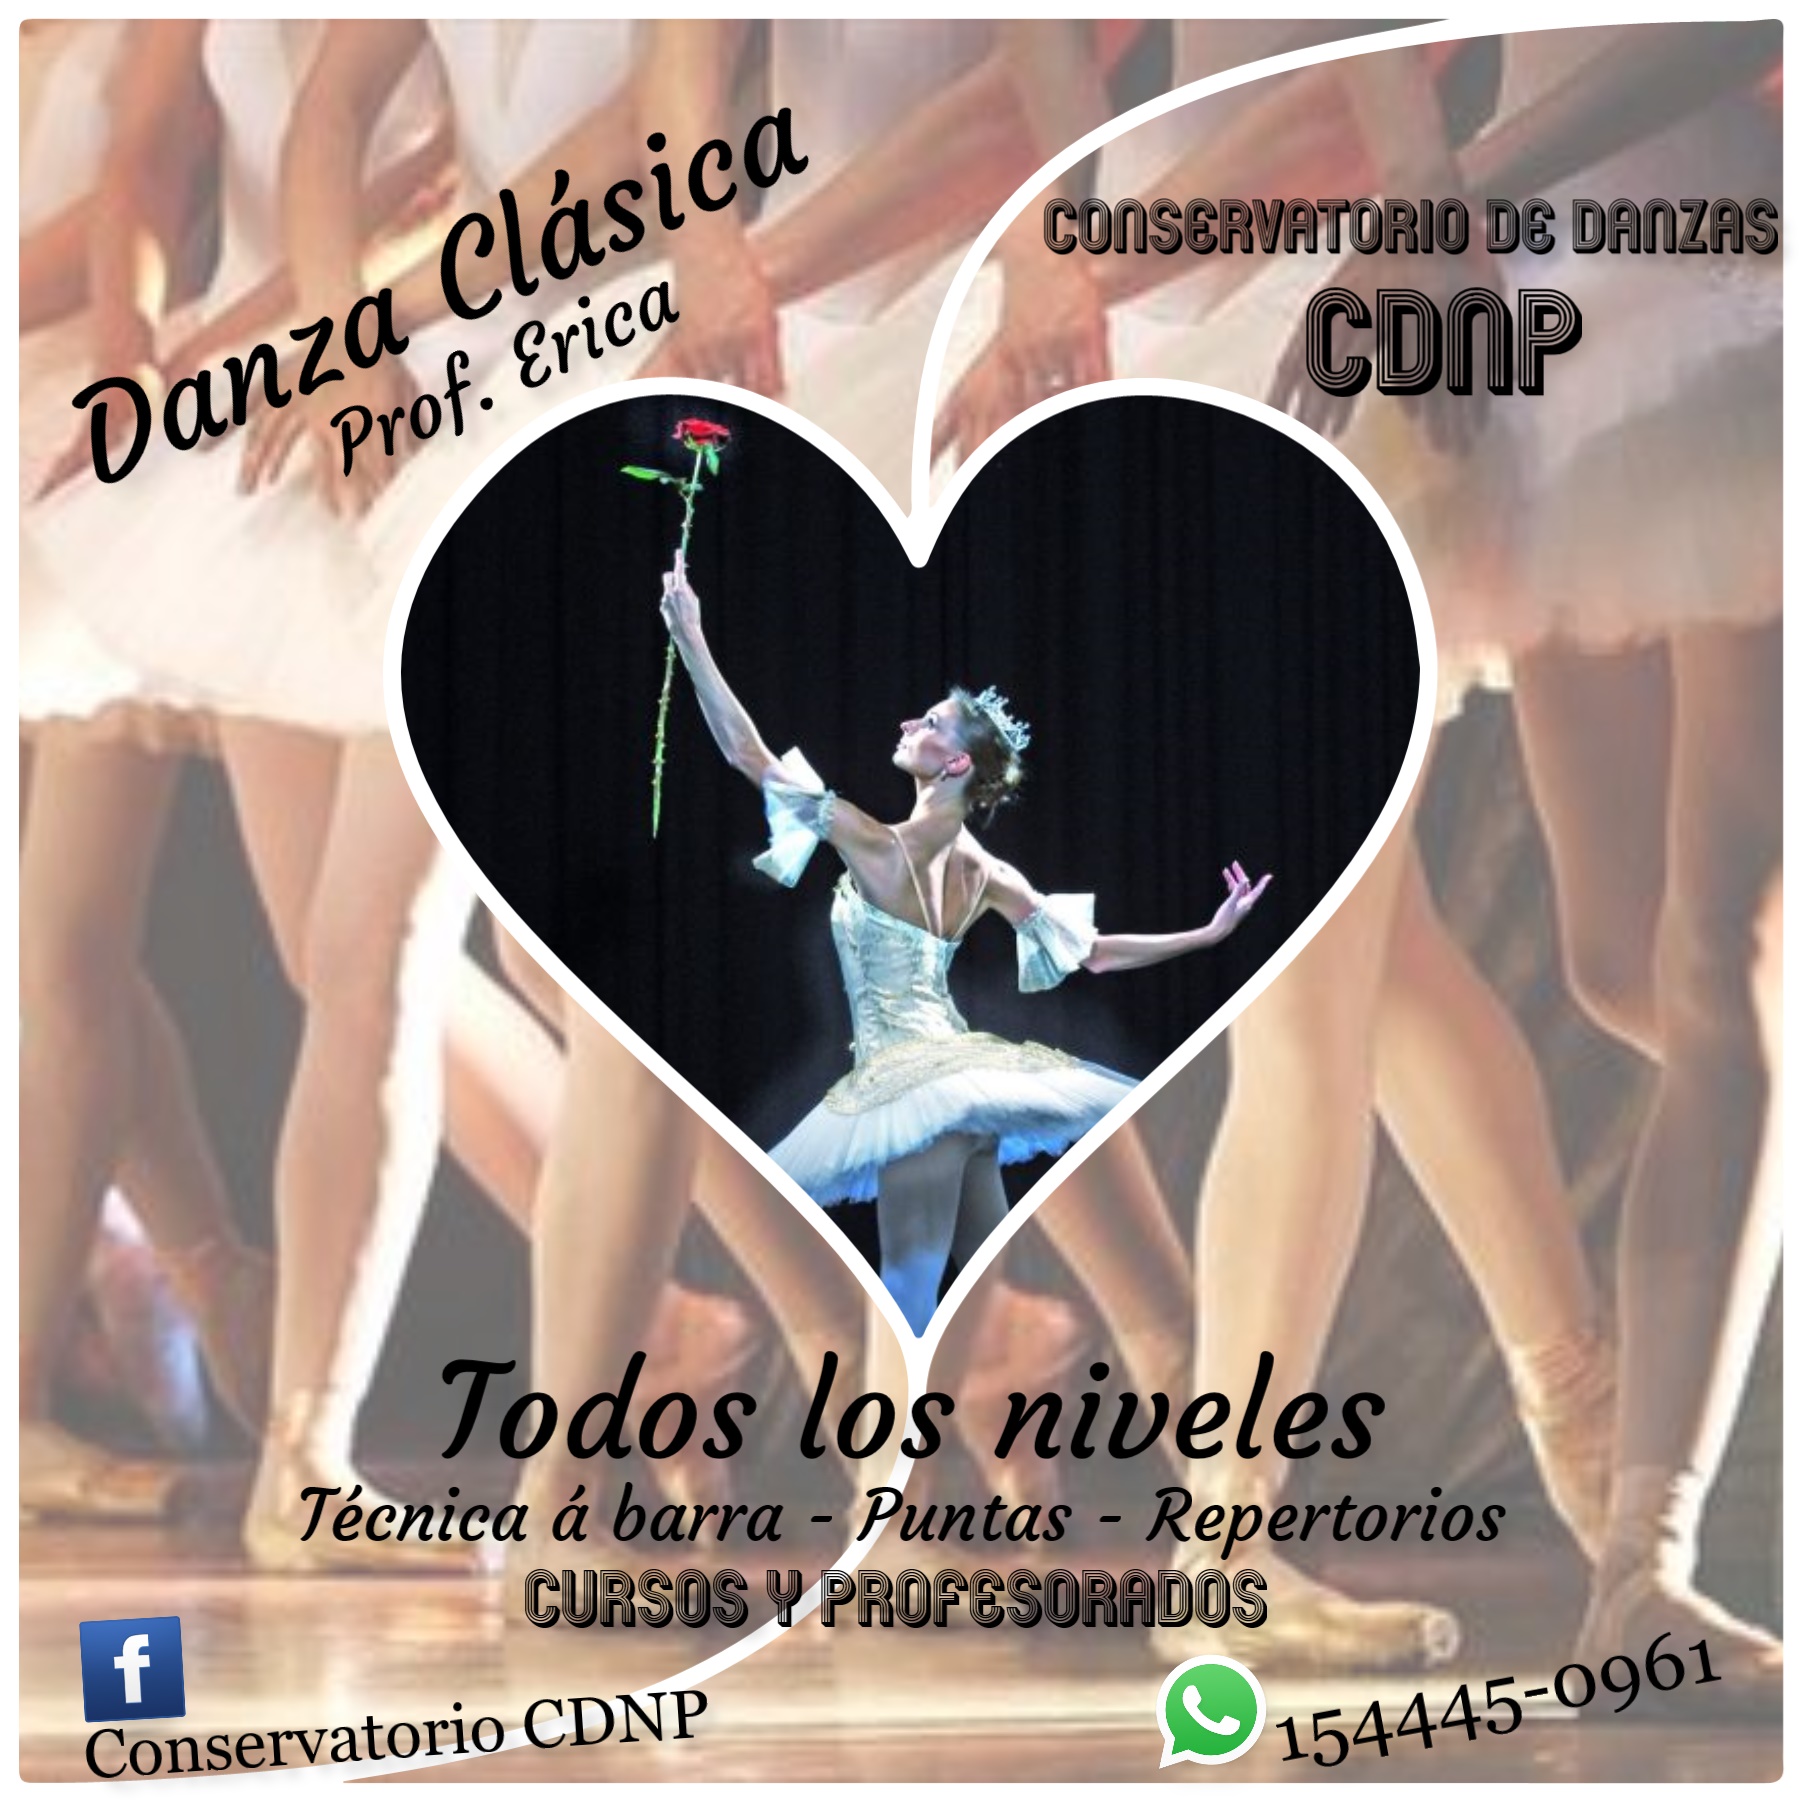 Danza Clásica
Prof. Erica
CONSERVATORIO DE DANZAS
CDNP
Todos los niveles
Técnica á barra - Puntas - Repertorios
CURSOS Y PROFESORADOS
f
Conservatorio CDNP
154445-0961